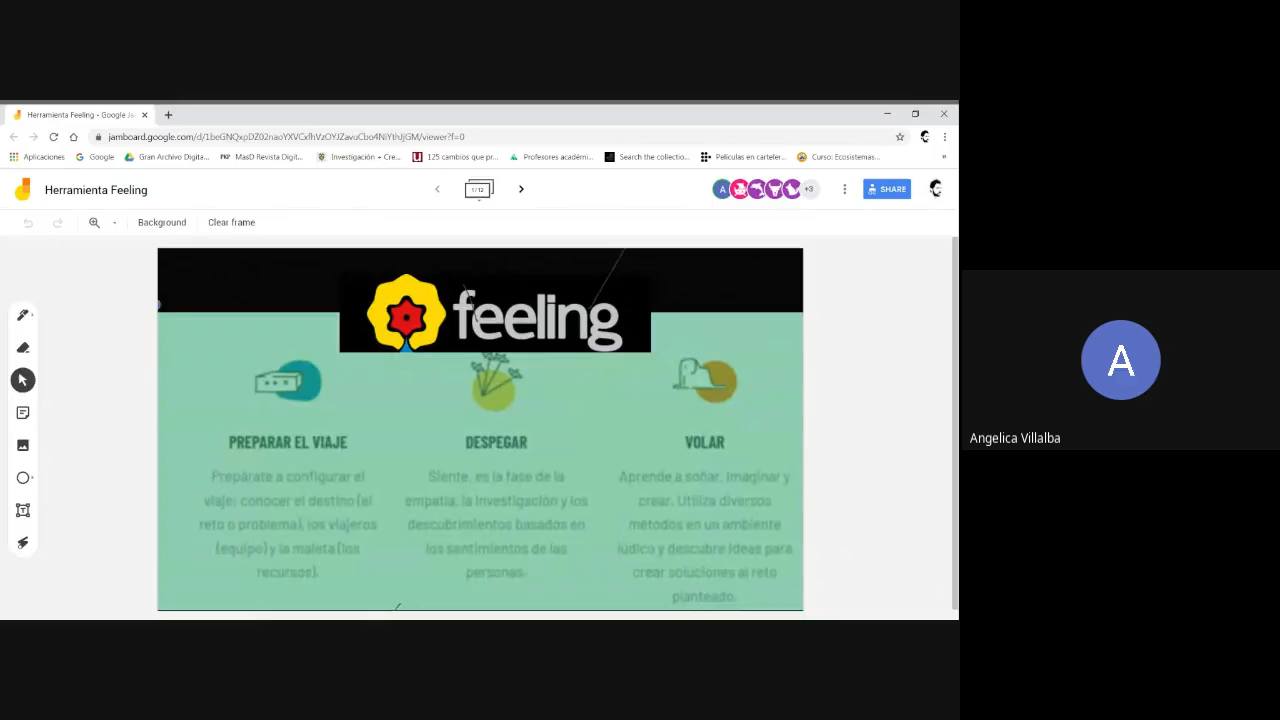 Herramienta Feeling - Google Ja
jamboard.google.com/d/
/viewer?f=0
Aplicaciones Google Gran Archivo Digita... MasD Revista Digit... Investigación + Cre... 125 cambios que pr... Profesores académi... Search the collectio... Películas en carteler... Curso: Ecosistemas... »
Herramienta Feeling 1/12 A +3 SHARE
Background Clear frame
feeling
PREPARAR EL VIAJE
Prepárate a configurar el
viaje: conocer el destino (el
reto o problema), los viajeros
(equipo) y la maleta (los
recursos).
DESPEGAR
Siente, es la fase de la
empatía, la investigación y los
descubrimientos basados en
los sentimientos de las
personas.
VOLAR
Aprende a soñar, imaginar y
crear. Utiliza diversos
métodos en un ambiente
lúdico y descubre ideas para
crear soluciones al reto
planteado.
A
Angelica Villalba